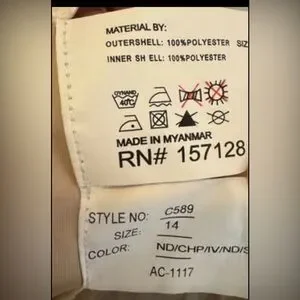 MATERIAL BY:
OUTERSHELL: 100%POLYESTER SIZ
INNER SH ELL: 100%POLYESTER
40℃
MADE IN MYANMAR
RN# 157128
STYLE NO: C589
SIZE: 14
COLOR: ND/CHP/IV/ND/S
AC-1117